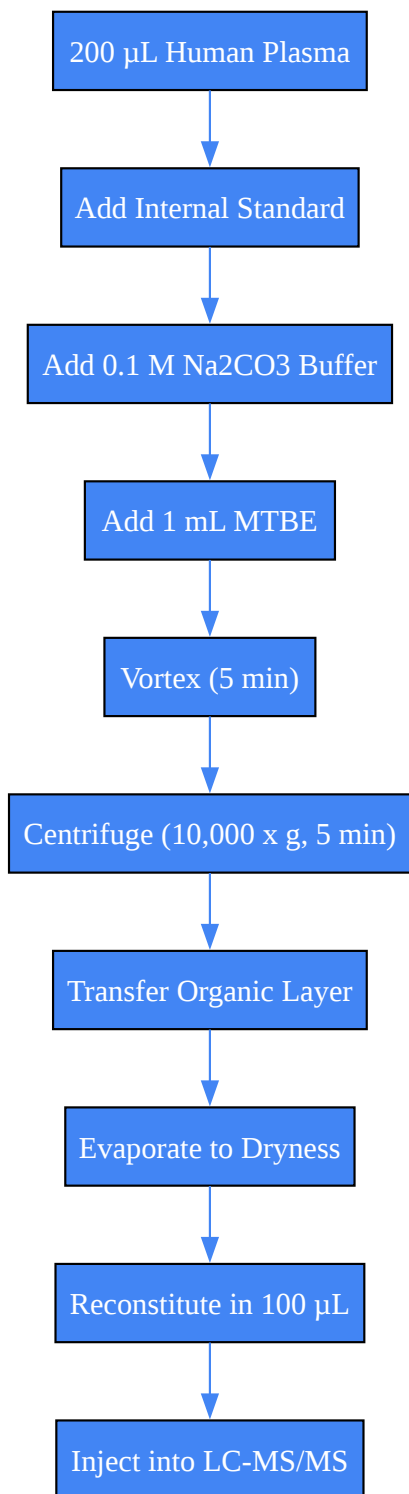 200 µL Human Plasma
Add Internal Standard
Add 0.1 M Na2CO3 Buffer
Add 1 mL MTBE
Vortex (5 min)
Centrifuge (10,000 x g, 5 min)
Transfer Organic Layer
Evaporate to Dryness
Reconstitute in 100 µL
Inject into LC-MS/MS